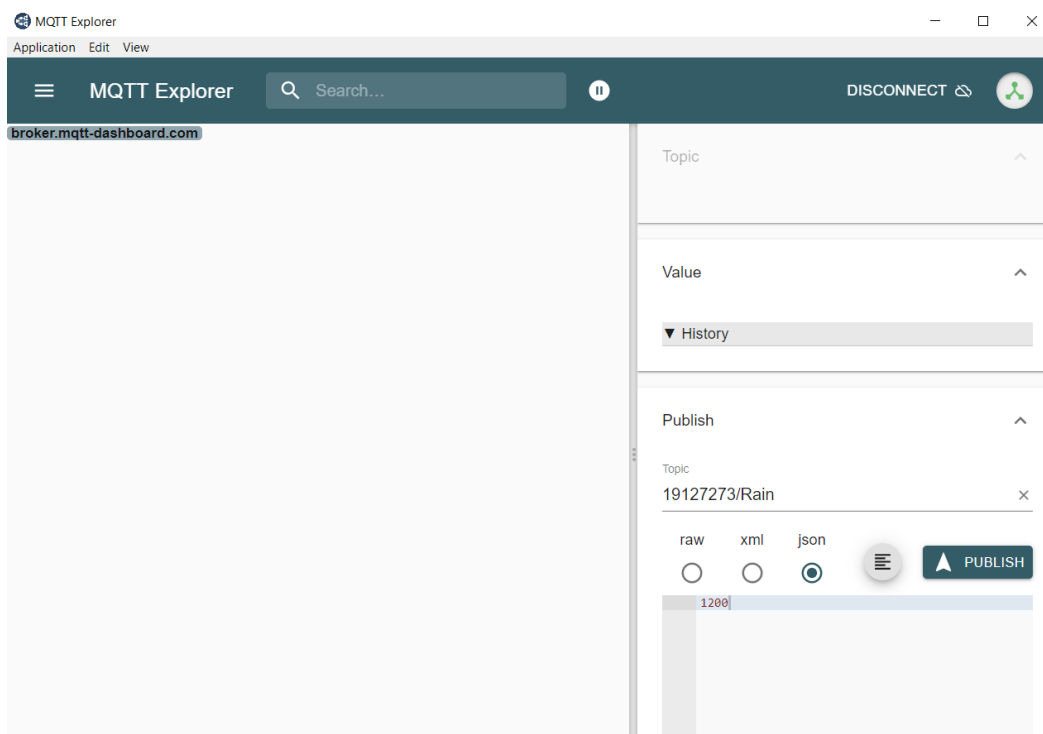 MQTT Explorer
Application Edit View
MQTT Explorer Search... DISCONNECT
broker.mqtt-dashboard.com
Topic
Value
▼ History
Publish
Topic
19127273/Rain
raw xml json
PUBLISH
1200